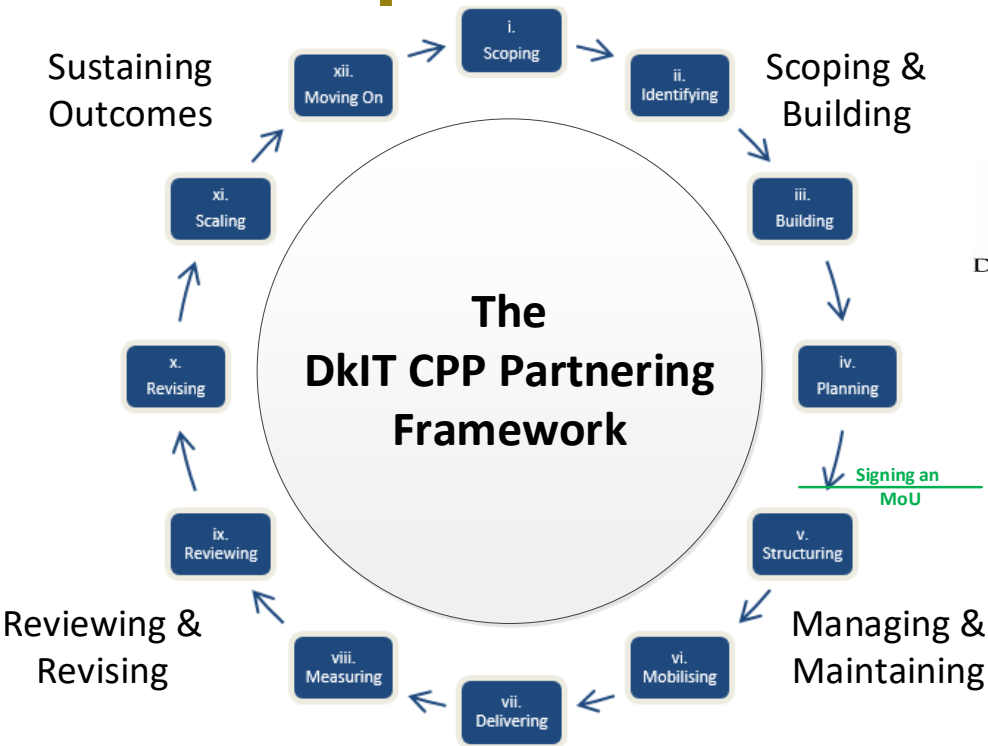 i.
Scoping
ii.
Identifying
iii.
Building
iv.
Planning
Signing an
MoU
v.
Structuring
vi.
Mobilising
vii.
Delivering
viii.
Measuring
ix.
Reviewing
x.
Revising
xi.
Scaling
xii.
Moving On
Scoping &
Building
Managing &
Maintaining
Reviewing &
Revising
Sustaining
Outcomes
The
DkIT CPP Partnering
Framework
D